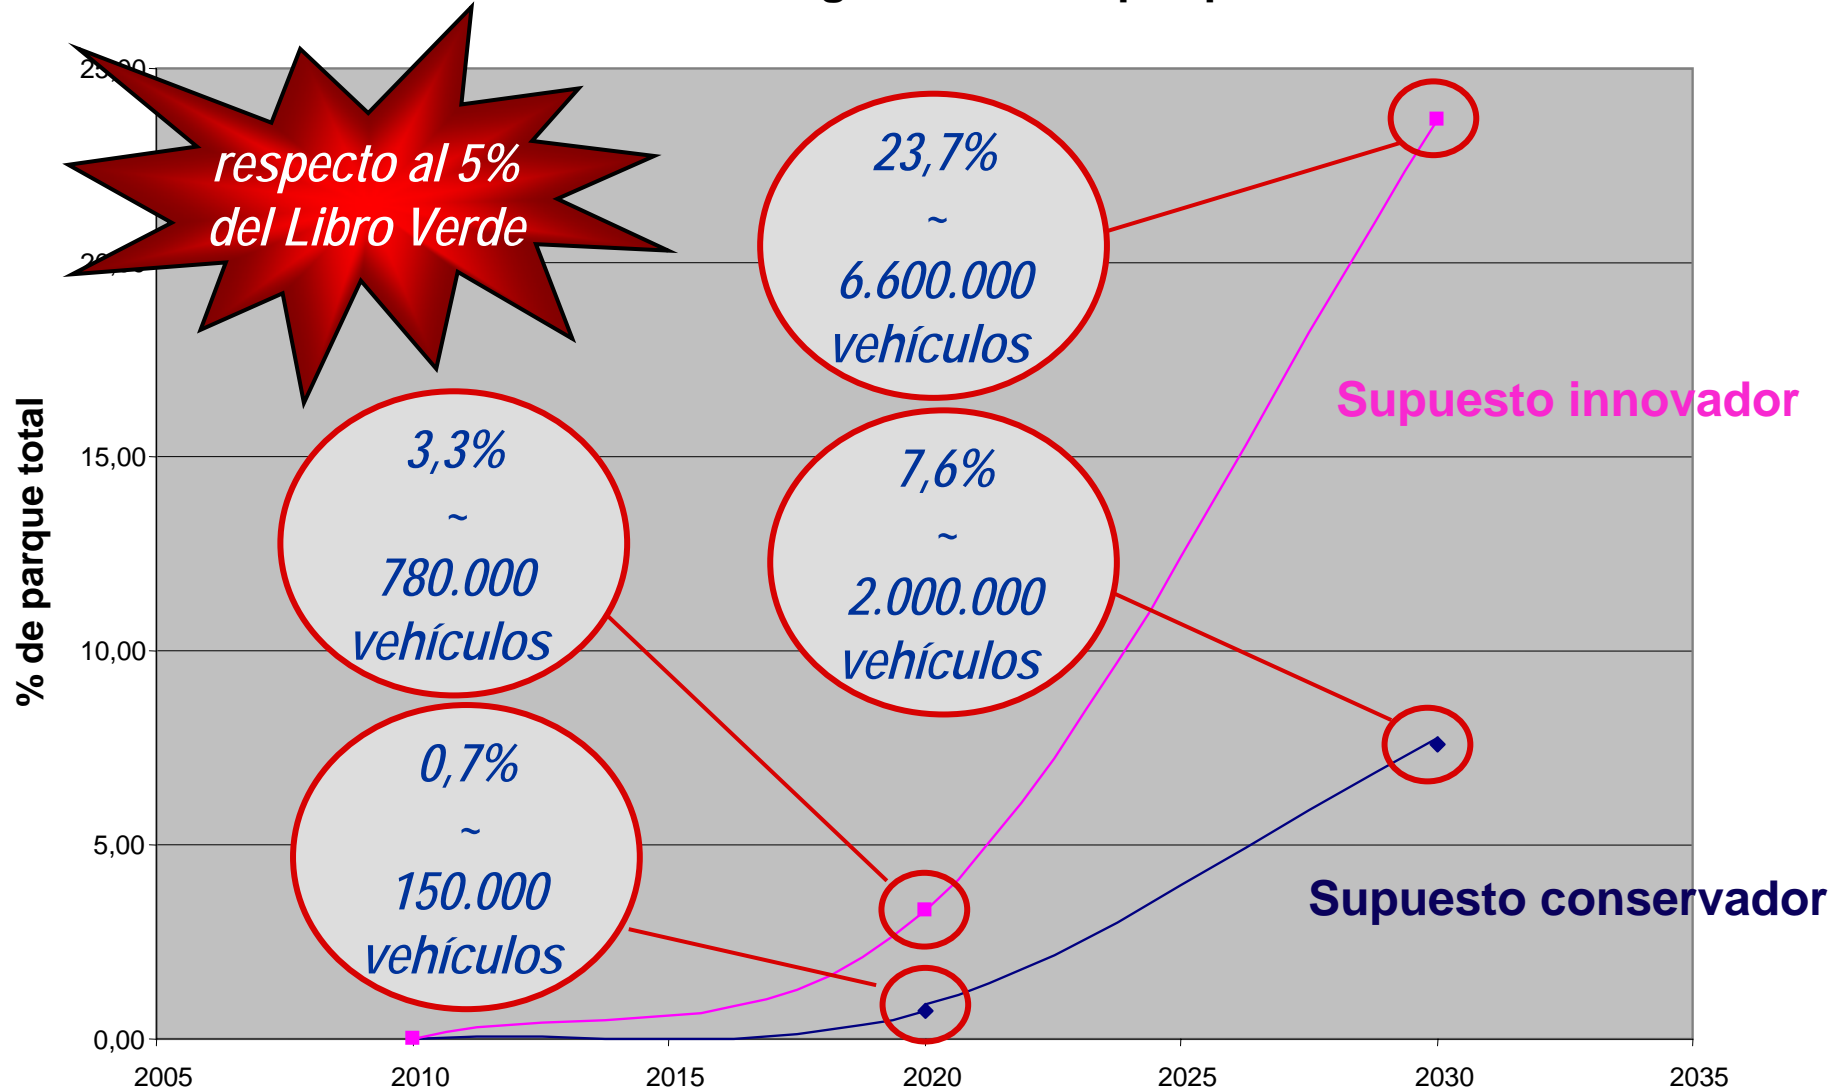 25,00
respecto al 5%
del Libro Verde
23,7%
~
6.600.000
vehículos
Supuesto innovador
3,3%
~
780.000
vehículos
7,6%
~
2.000.000
vehículos
% de parque total
15,00
10,00
0,7%
~
150.000
vehículos
5,00
Supuesto conservador
0,00
2005 2010 2015 2020 2025 2030 2035